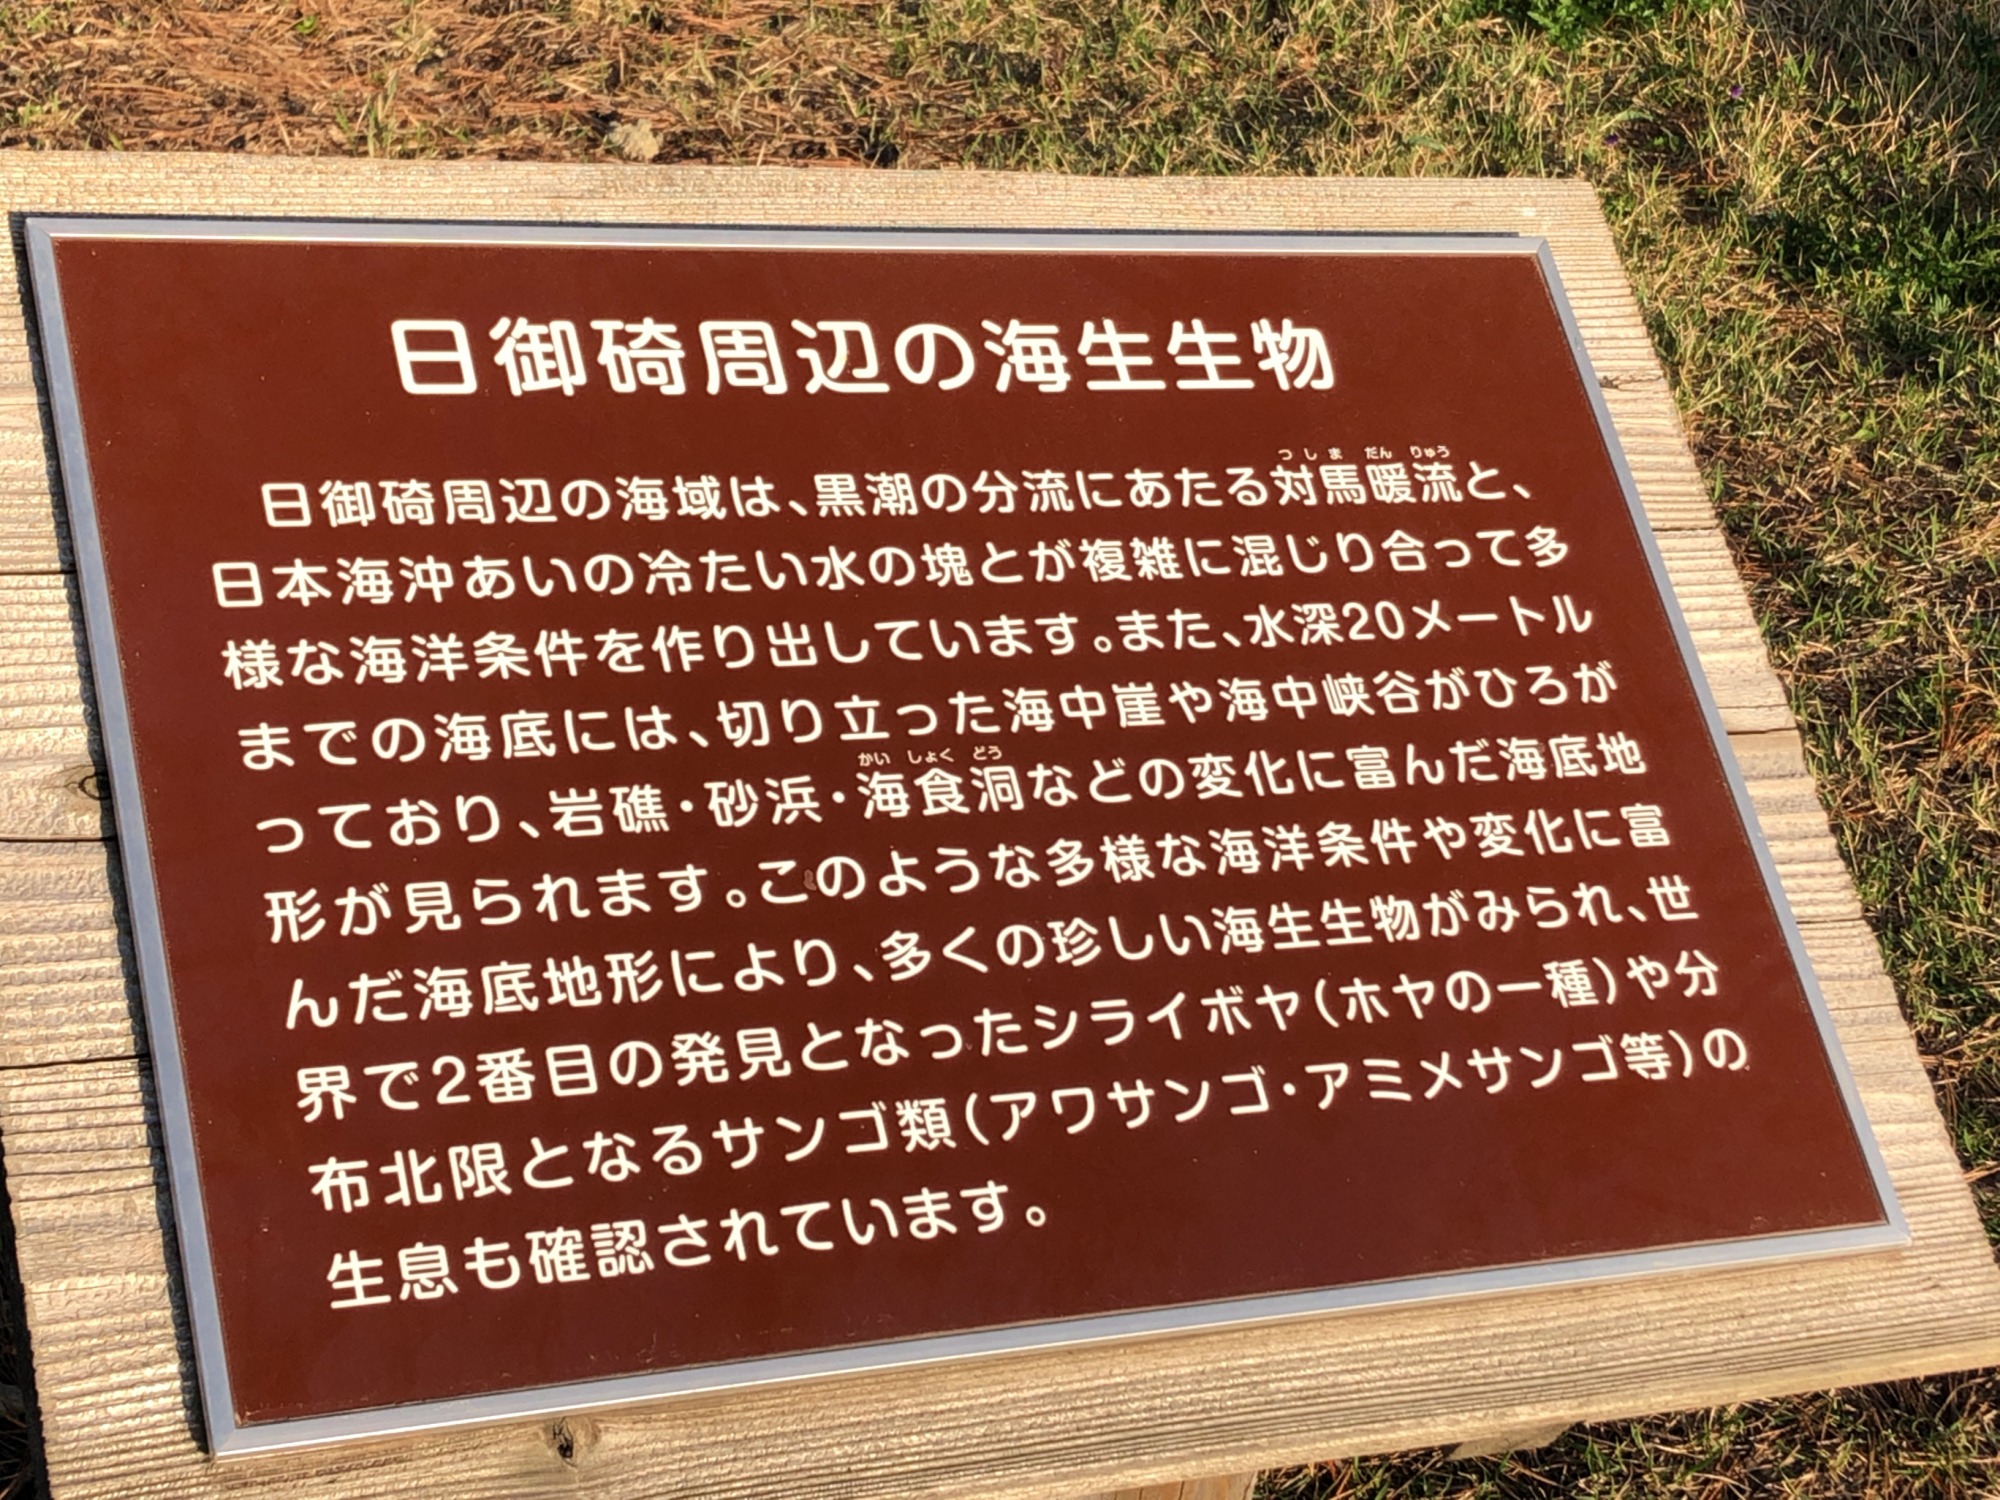 日御碕周辺の海生生物
つしまだんりゅう
日御碕周辺の海域は、黒潮の分流にあたる対馬暖流と、
日本海沖あいの冷たい水の塊とが複雑に混じり合って多
様な海洋条件を作り出しています。また、水深20メートル
までの海底には、切り立った海中崖や海中峡谷がひろが
かいしょくどう
っており、岩礁・砂浜・海食洞などの変化に富んだ海底地
形が見られます。このような多様な海洋条件や変化に富
んだ海底地形により、多くの珍しい海生生物がみられ、世
界で2番目の発見となったシライボヤ(ホヤの一種)や分
布北限となるサンゴ類(アワサンゴ・アミメサンゴ等)の
生息も確認されています。